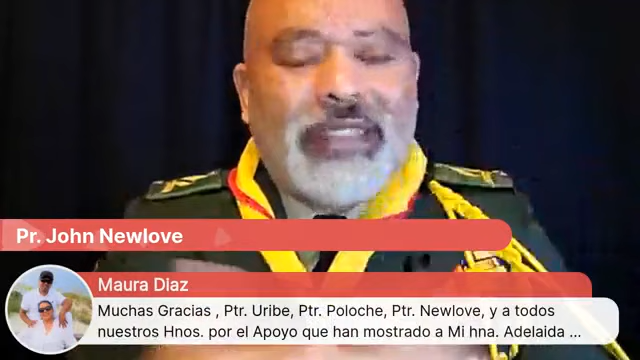 Pr. John Newlove
Maura Diaz
Muchas Gracias , Ptr. Uribe, Ptr. Poloche, Ptr. Newlove, y a todos
nuestros Hnos. por el Apoyo que han mostrado a Mi hna. Adelaida ...